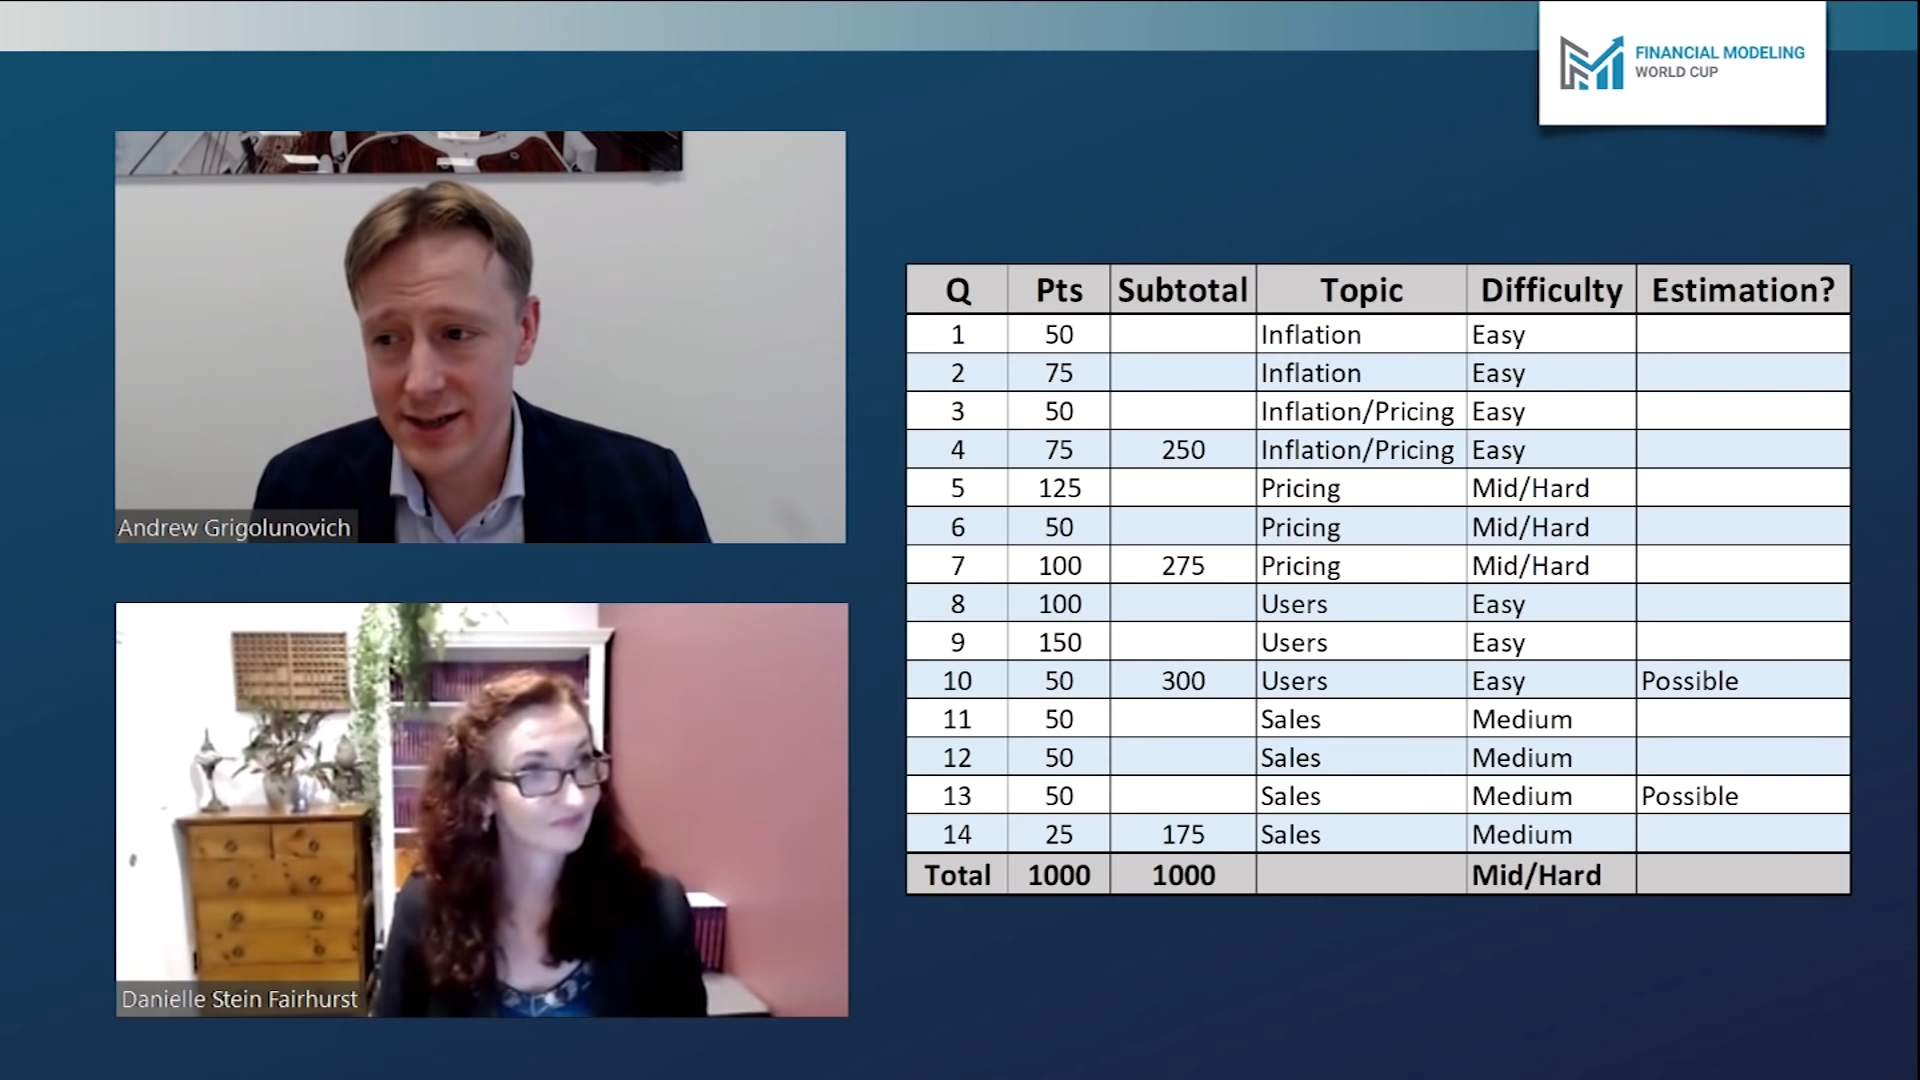 FINANCIAL MODELING
WORLD CUP
Andrew Grigolunovich
Danielle Stein Fairhurst
Q Pts Subtotal Topic Difficulty Estimation?
1 50 Inflation Easy
2 75 Inflation Easy
3 50 Inflation/Pricing Easy
4 75 250 Inflation/Pricing Easy
5 125 Pricing Mid/Hard
6 50 Pricing Mid/Hard
7 100 275 Pricing Mid/Hard
8 100 Users Easy
9 150 Users Easy
10 50 300 Users Easy Possible
11 50 Sales Medium
12 50 Sales Medium
13 50 Sales Medium Possible
14 25 175 Sales Medium
Total 1000 1000 Mid/Hard